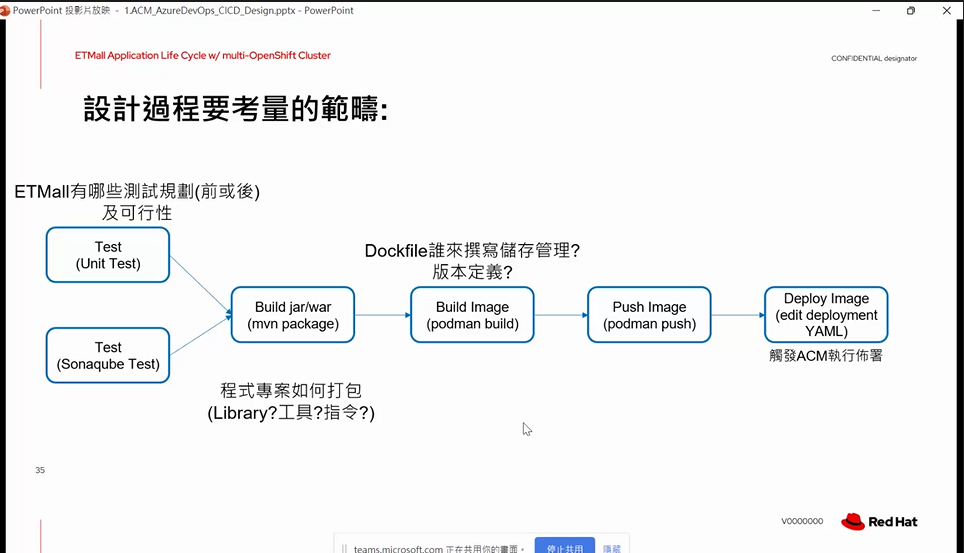 PowerPoint 投影片放映 - 1.ACM_AzureDevOps_CICD_Design.pptx - PowerPoint
ETMall Application Life Cycle w/ multi-OpenShift Cluster
CONFIDENTIAL designator
設計過程要考量的範疇:
ETMall有哪些測試規劃(前或後)
及可行性
Test
(Unit Test)
Test
(Sonaqube Test)
Build jar/war
(mvn package)
程式專案如何打包
(Library?工具?指令?)
Dockfile誰來撰寫儲存管理?
版本定義?
Build Image
(podman build)
Push Image
(podman push)
Deploy Image
(edit deployment
YAML)
觸發ACM執行佈署
35
V0000000
Red Hat
teams.microsoft.com 正在共用你的畫面。
停止共用
隱藏